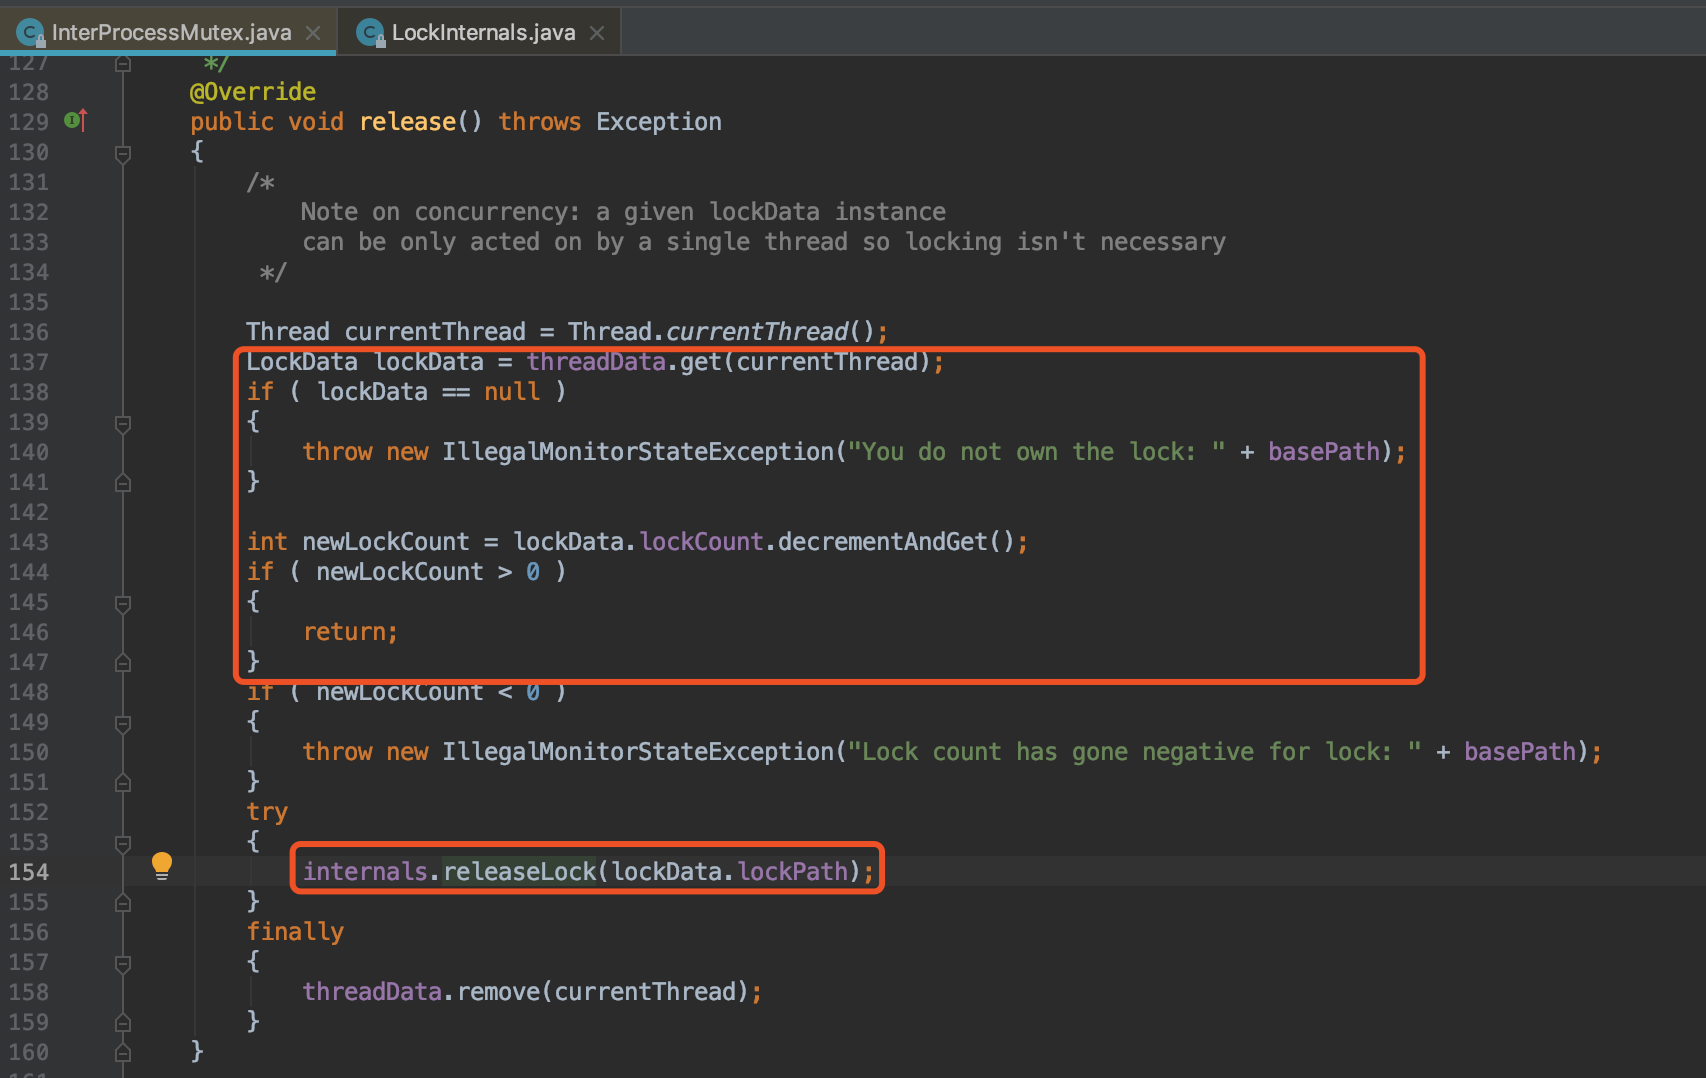 InterProcessMutex.java LockInternals.java
127 */
128 @Override
129 public void release() throws Exception
130 {
131 /*
132 Note on concurrency: a given lockData instance
133 can be only acted on by a single thread so locking isn't necessary
134 */
135
136 Thread currentThread = Thread.currentThread();
137 LockData lockData = threadData.get(currentThread);
138 if ( lockData == null )
139 {
140 throw new IllegalMonitorStateException("You do not own the lock: " + basePath);
141 }
142
143 int newLockCount = lockData.lockCount.decrementAndGet();
144 if ( newLockCount > 0 )
145 {
146 return;
147 }
148 if ( newLockCount < 0 )
149 {
150 throw new IllegalMonitorStateException("Lock count has gone negative for lock: " + basePath);
151 }
152 try
153 {
154 internals.releaseLock(lockData.lockPath);
155 }
156 finally
157 {
158 threadData.remove(currentThread);
159 }
160 }
161